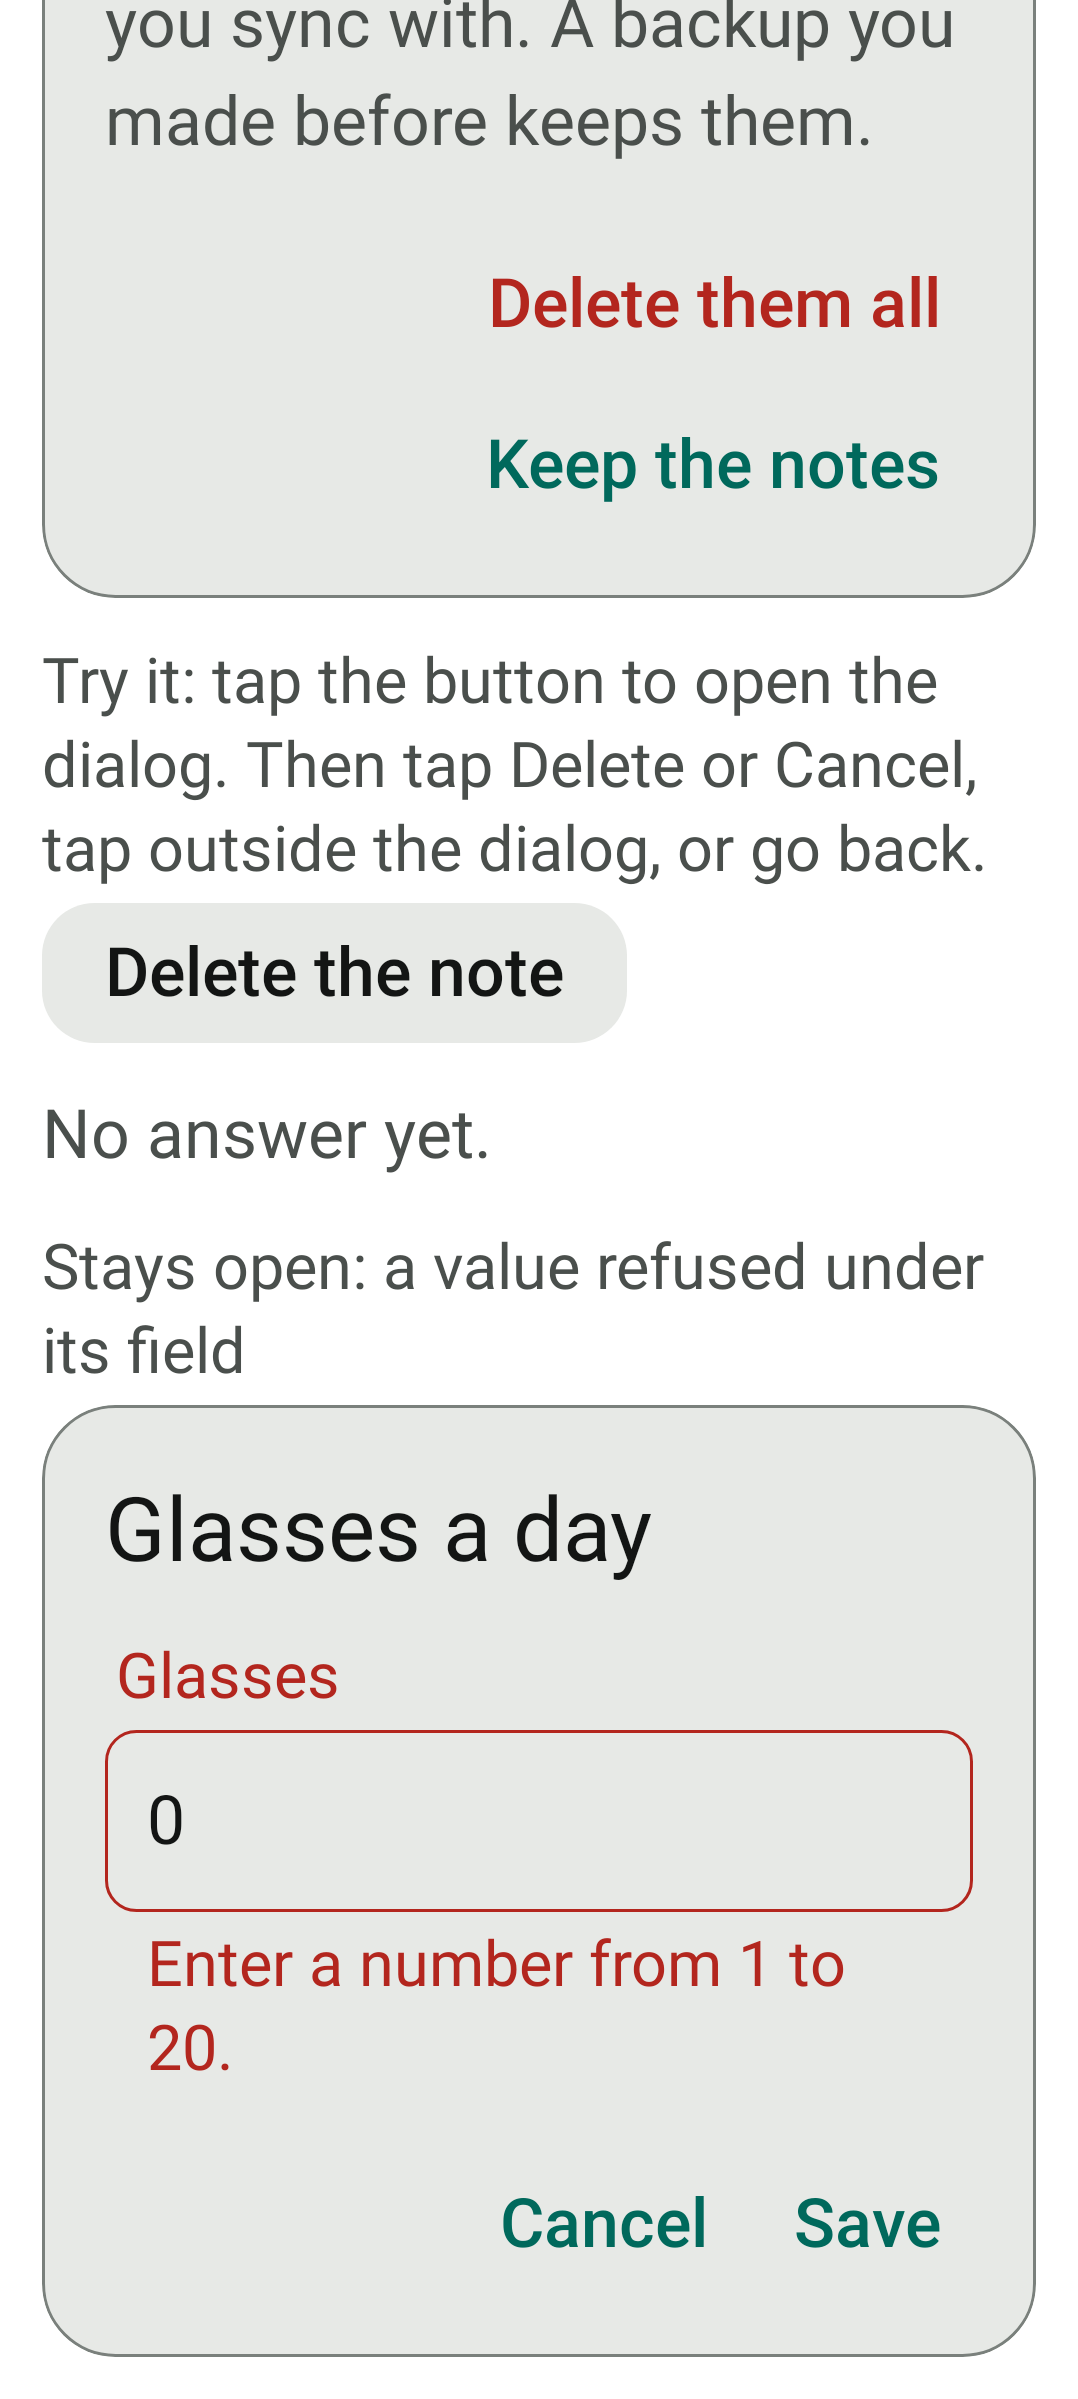 you sync with. A backup you
made before keeps them.
Delete them all
Keep the notes
Try it: tap the button to open the
dialog. Then tap Delete or Cancel,
tap outside the dialog, or go back.
Delete the note
No answer yet.
Stays open: a value refused under
its field
Glasses a day
Glasses
0
Enter a number from 1 to
20.
Cancel Save